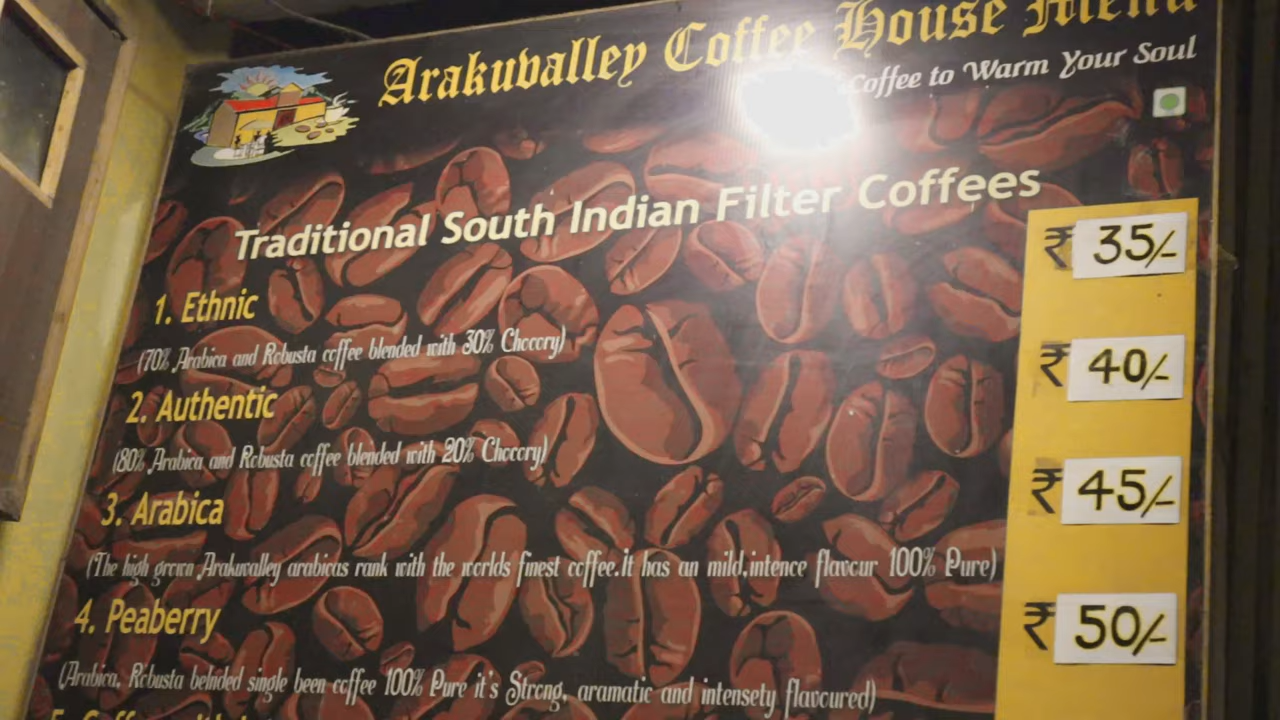 Arakuvalley Coffee House Menu
Coffee to Warm Your Soul
Traditional South Indian Filter Coffees
1. Ethnic ₹ 35/-
(70% Arabica and Robusta coffee blended with 30% Chocory)
2. Authentic ₹ 40/-
(80% Arabica and Robusta coffee blended with 20% Chocory)
3. Arabica ₹ 45/-
(The high grown Arakuvalley arabicas rank with the worlds finest coffee.it has an mild,intence flavour 100% Pure)
4. Peaberry ₹ 50/-
(Arabica, Robusta belnded single been coffee 100% Pure it's Strong, aramatic and intensety flavoured)